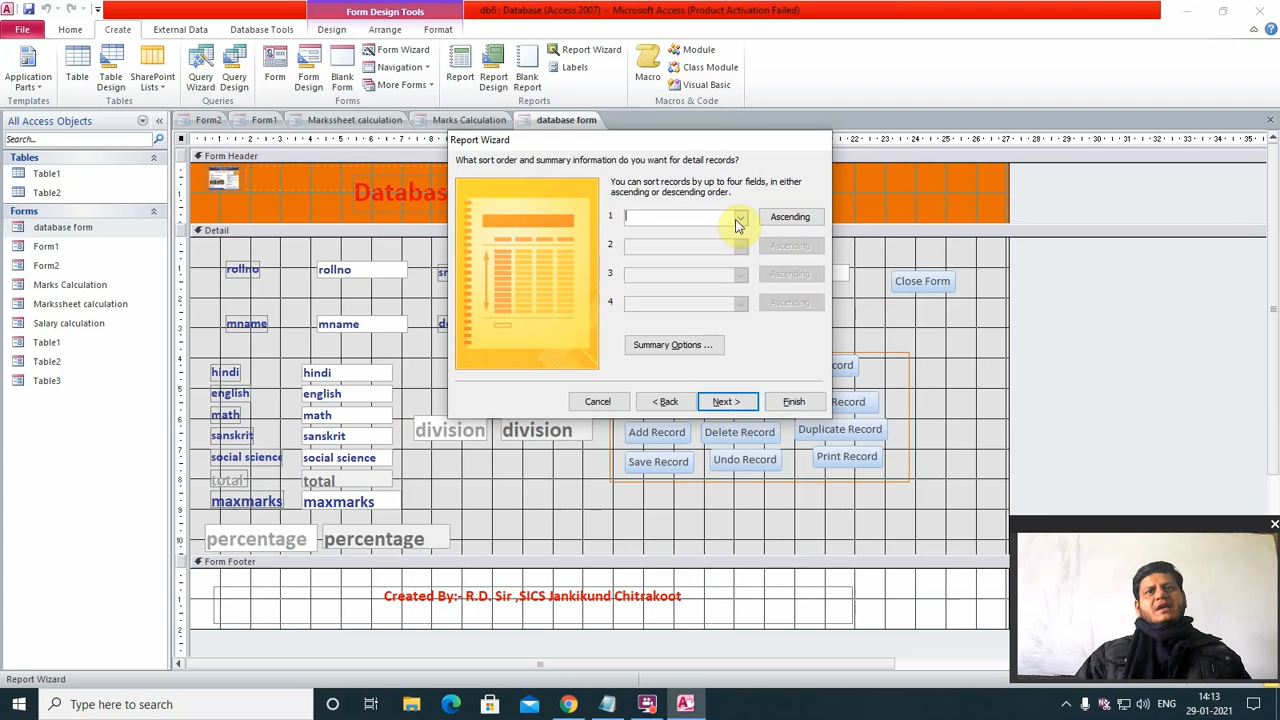 Form Design Tools
db6 : Database (Access 2007) - Microsoft Access (Product Activation Failed)
File
Home
Create
External Data
Database Tools
Design
Arrange
Format
Application Parts
Table
Table Design
SharePoint Lists
Query Wizard
Query Design
Form
Form Design
Blank Form
Form Wizard
Navigation
More Forms
Report
Report Design
Blank Report
Report Wizard
Labels
Macro
Module
Class Module
Visual Basic
Templates
Tables
Queries
Forms
Reports
Macros & Code
All Access Objects
Search...
Tables
Table1
Table2
Forms
database form
Form1
Form2
Marks Calculation
Markssheet calculation
Salary calculation
Table1
Table2
Table3
Form2
Form1
Markssheet calculation
Marks Calculation
database form
Form Header
Databas
Detail
rollno
rollno
mname
mname
hindi
hindi
english
english
math
math
sanskrit
sanskrit
social science
social science
total
total
maxmarks
maxmarks
percentage
percentage
division
division
Close Form
Add Record
Delete Record
Duplicate Record
Save Record
Undo Record
Print Record
Form Footer
Created By:- R.D. Sir ,SICS Jankikund Chitrakoot
Report Wizard
What sort order and summary information do you want for detail records?
You can sort records by up to four fields, in either
ascending or descending order.
1
Ascending
2
Ascending
3
Ascending
4
Ascending
Summary Options ...
Cancel
< Back
Next >
Finish
Report Wizard
Type here to search
ENG
14:13
29-01-2021